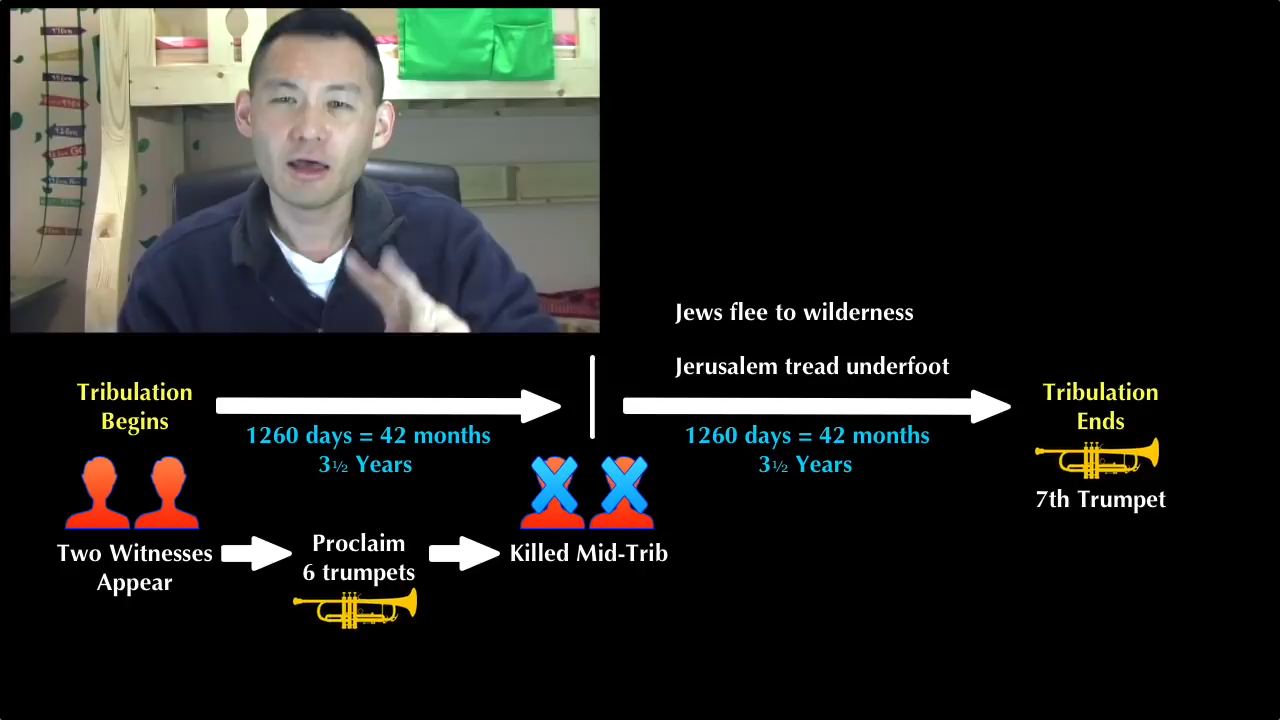 Jews flee to wilderness
Jerusalem tread underfoot
Tribulation
Begins
1260 days = 42 months
3½ Years
1260 days = 42 months
3½ Years
Tribulation
Ends
7th Trumpet
Two Witnesses
Appear
Proclaim
6 trumpets
Killed Mid-Trib